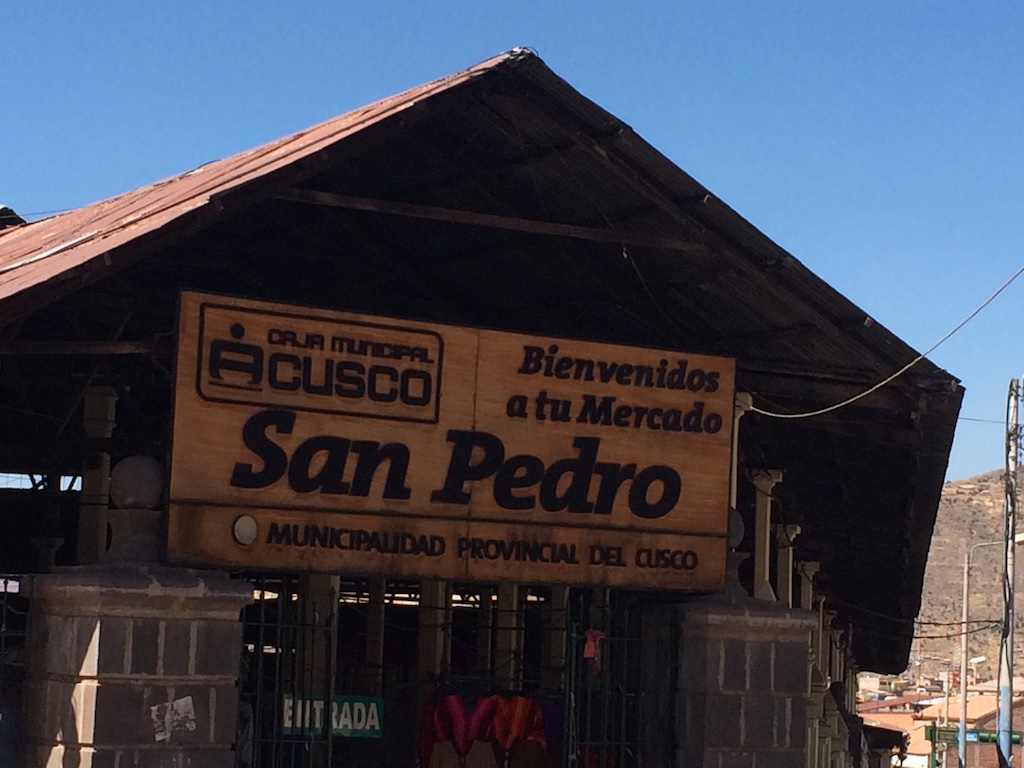 CAJA MUNICIPAL
CUSCO
Bienvenidos
a tu Mercado
San Pedro
MUNICIPALIDAD PROVINCIAL DEL CUSCO
ENTRADA